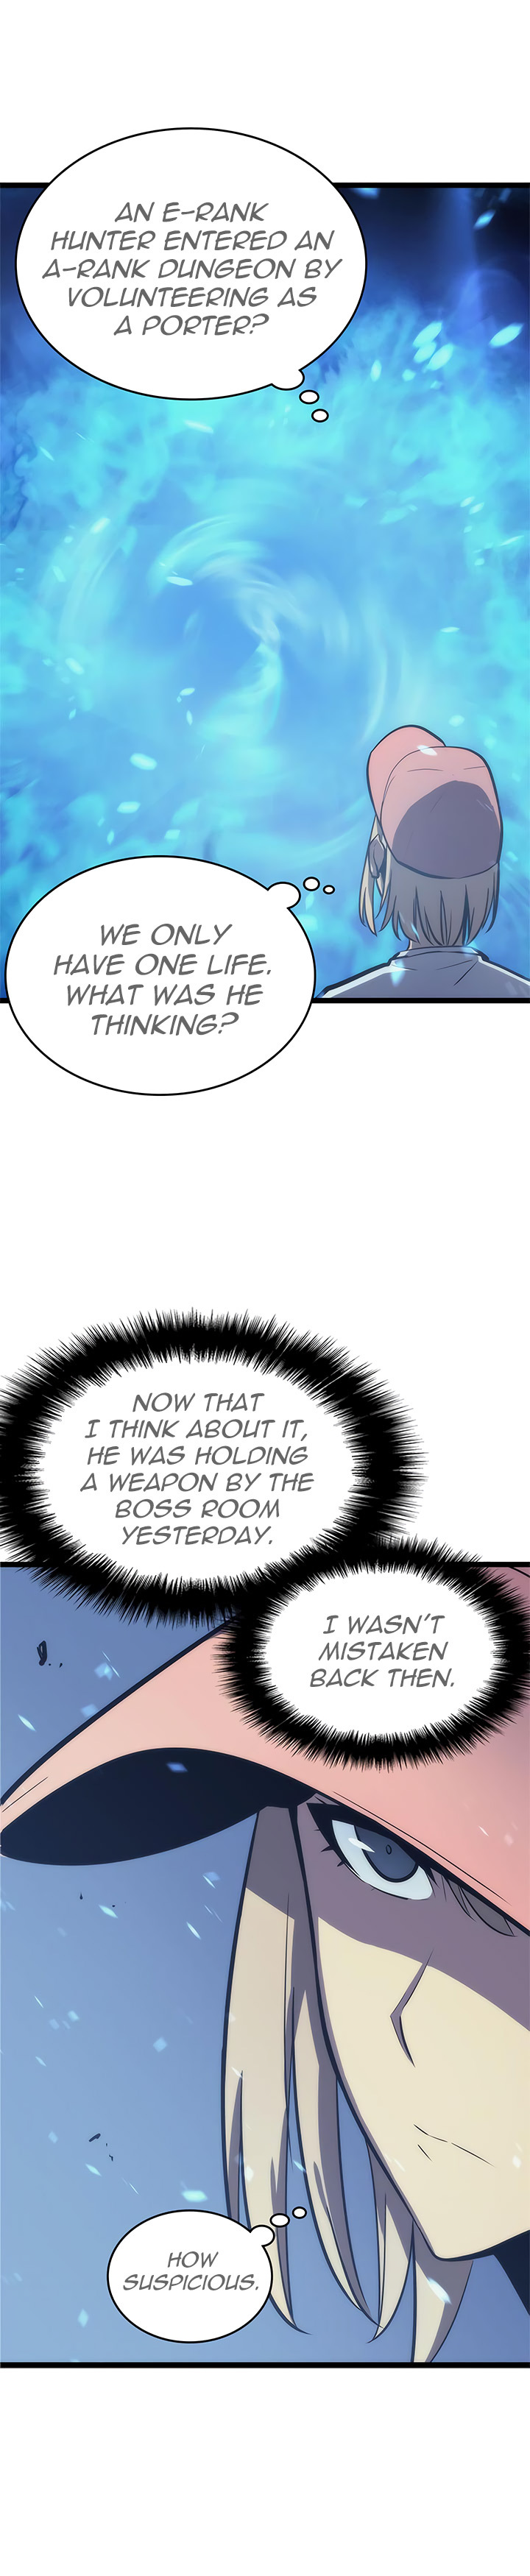 AN E-RANK
HUNTER ENTERED AN
A-RANK DUNGEON BY
VOLUNTEERING AS
A PORTER?
WE ONLY
HAVE ONE LIFE.
WHAT WAS HE
THINKING?
NOW THAT
I THINK ABOUT IT,
HE WAS HOLDING
A WEAPON BY THE
BOSS ROOM
YESTERDAY.
I WASN'T
MISTAKEN
BACK THEN.
HOW
SUSPICIOUS.